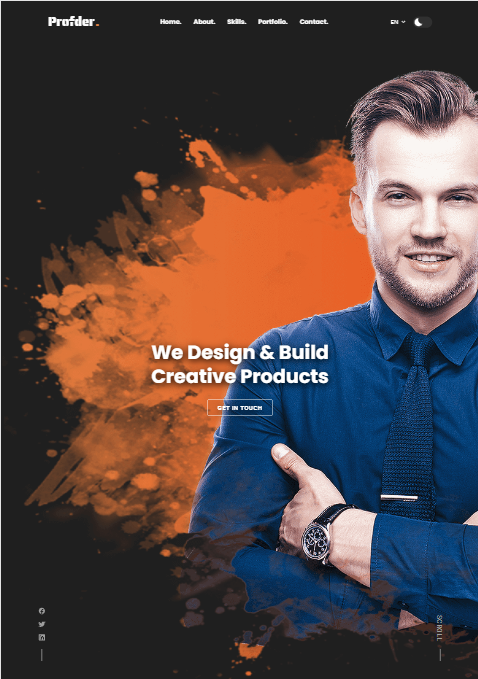 Profder.
Home. About. Skills. Portfolio. Contact.
EN
We Design & Build
Creative Products
GET IN TOUCH
SCROLL